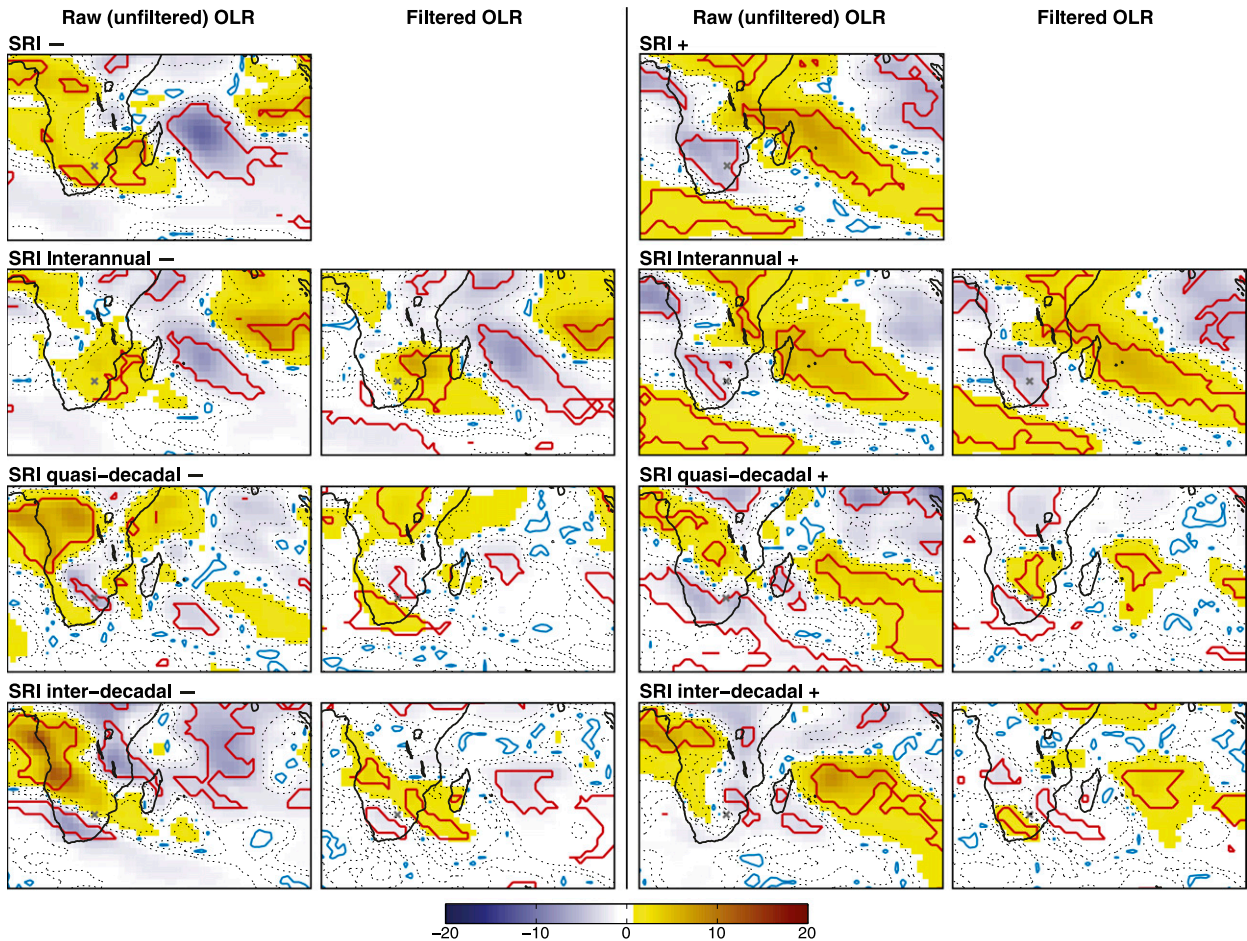 Raw (unfiltered) OLR
Filtered OLR
Raw (unfiltered) OLR
Filtered OLR
SRI −
SRI +
SRI Interannual −
SRI Interannual +
SRI quasi−decadal −
SRI quasi−decadal +
SRI inter−decadal −
SRI inter−decadal +
−20 −10 0 10 20